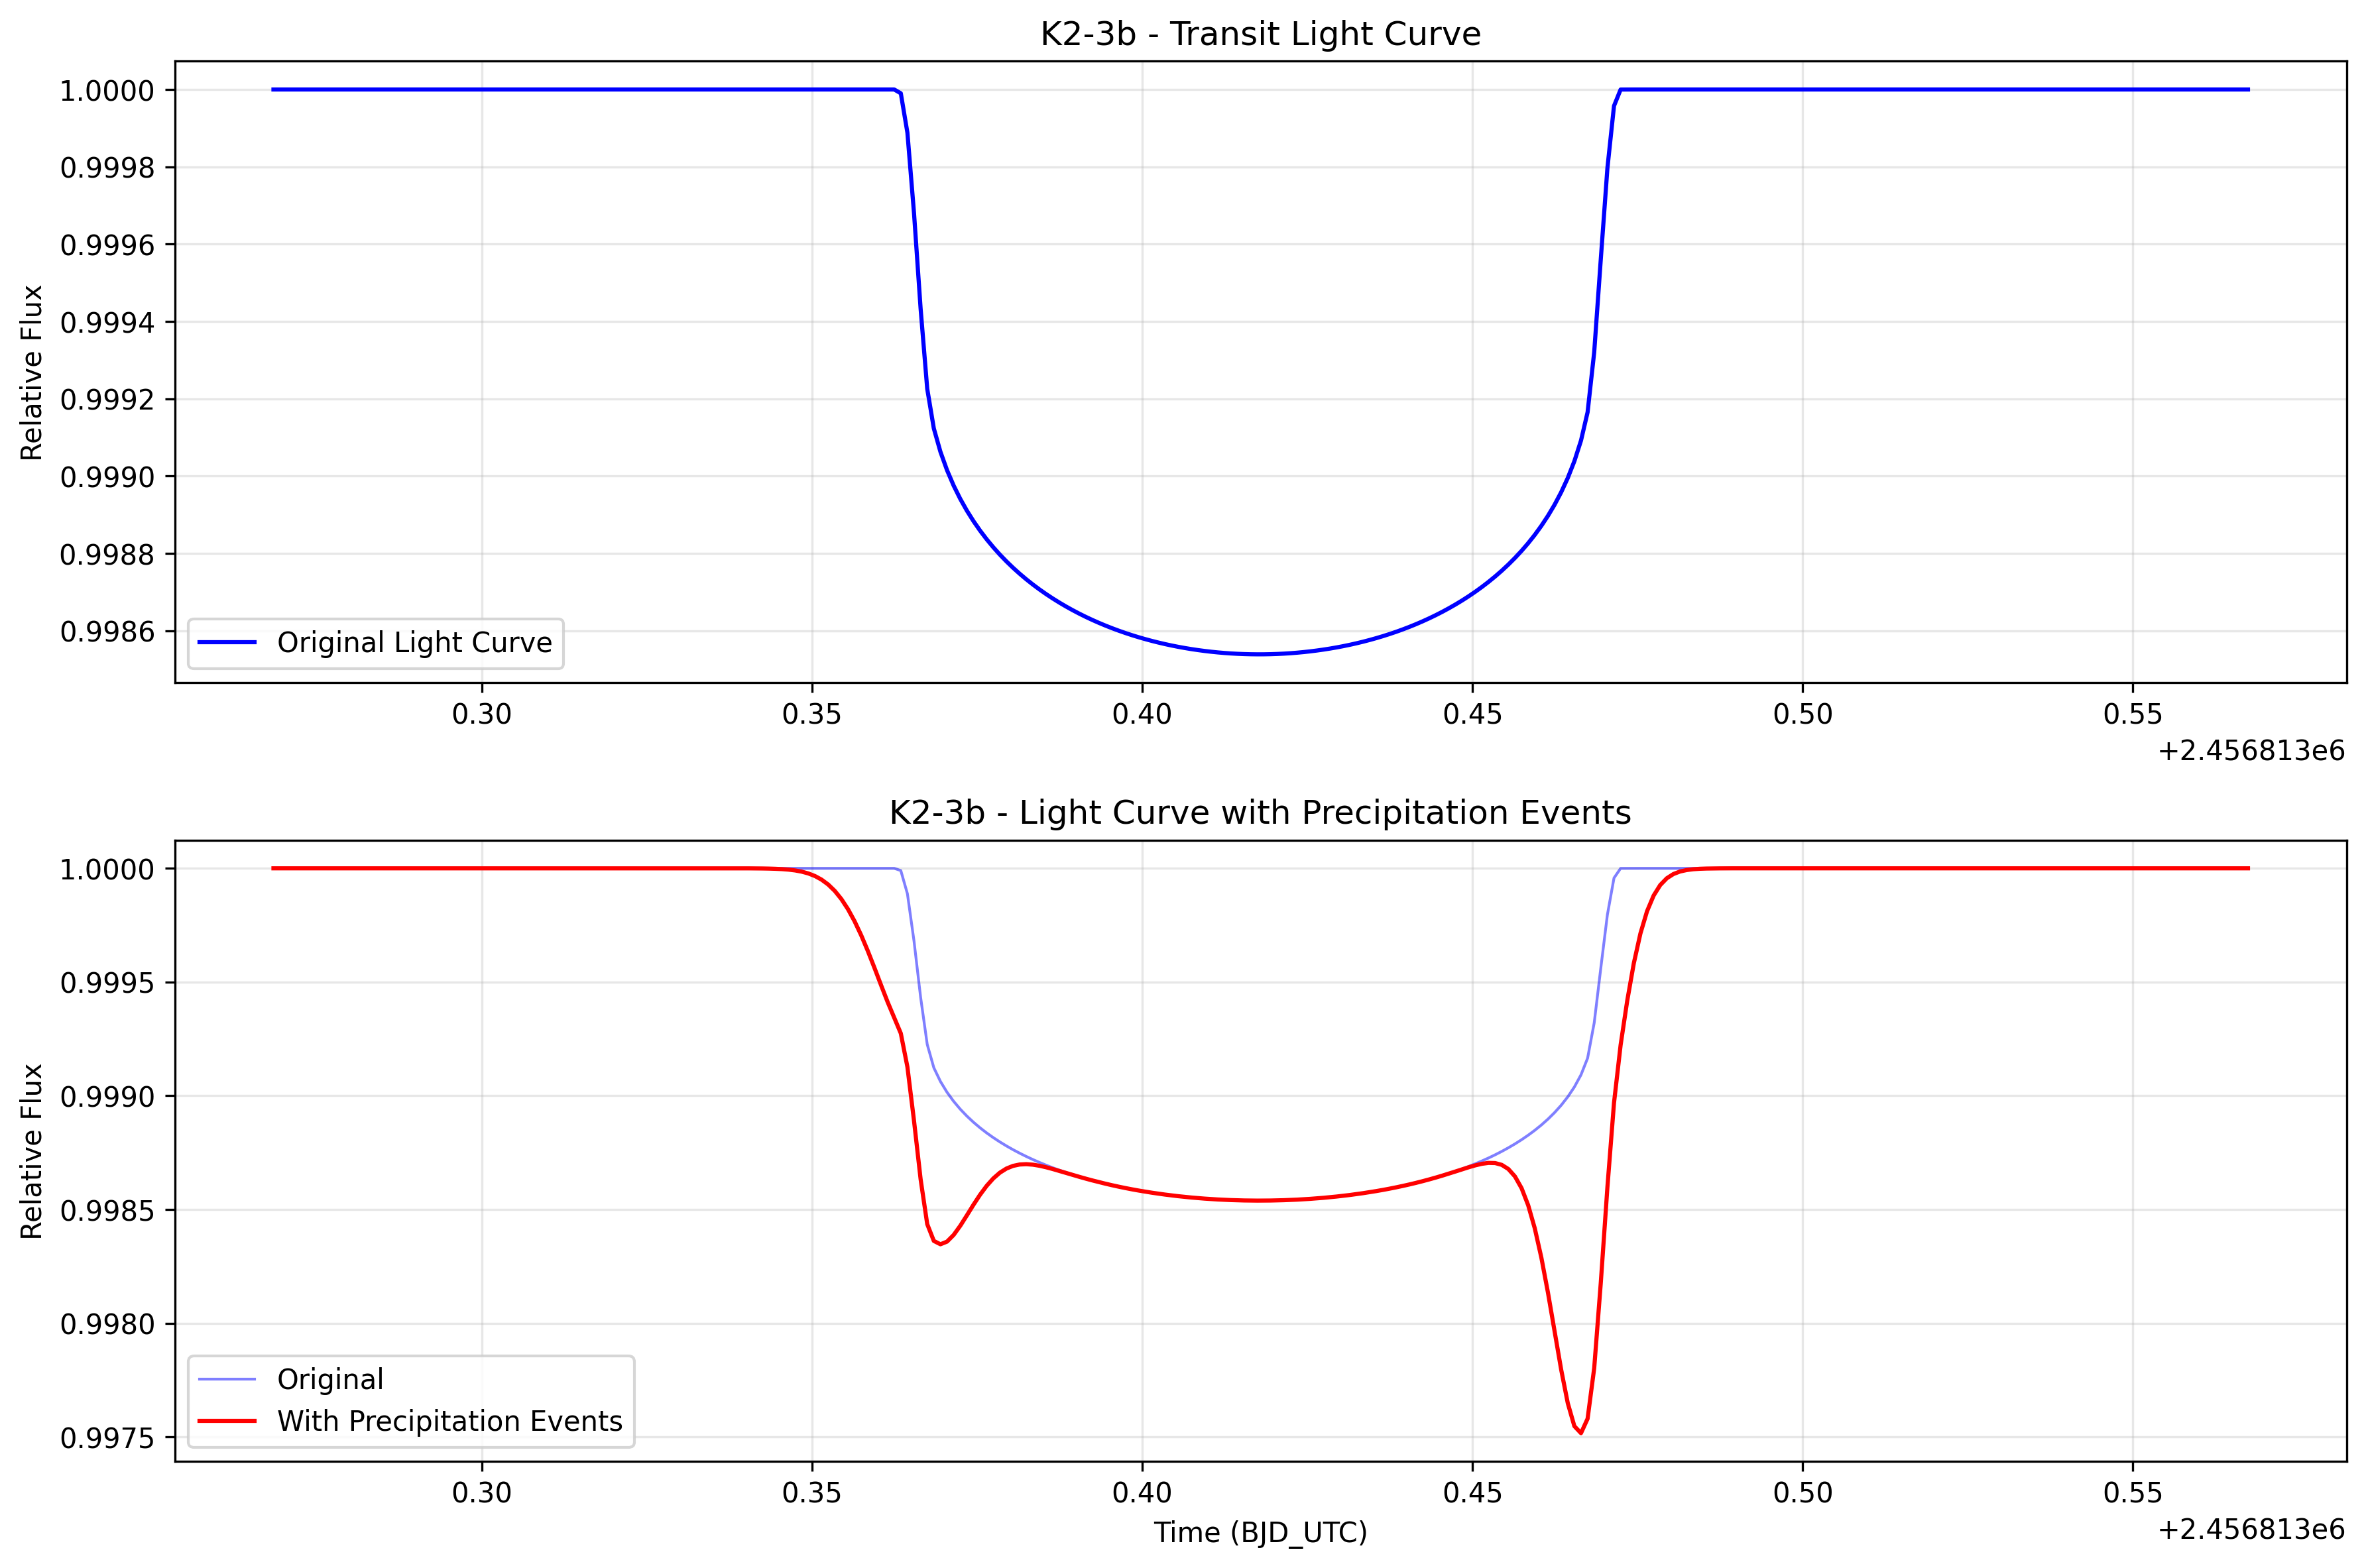 K2-3b - Transit Light Curve
Relative Flux
1.0000
0.9998
0.9996
0.9994
0.9992
0.9990
0.9988
0.9986
Original Light Curve
0.30 0.35 0.40 0.45 0.50 0.55
+2.456813e6
K2-3b - Light Curve with Precipitation Events
Relative Flux
1.0000
0.9995
0.9990
0.9985
0.9980
0.9975
Original
With Precipitation Events
0.30 0.35 0.40 0.45 0.50 0.55
Time (BJD_UTC)
+2.456813e6